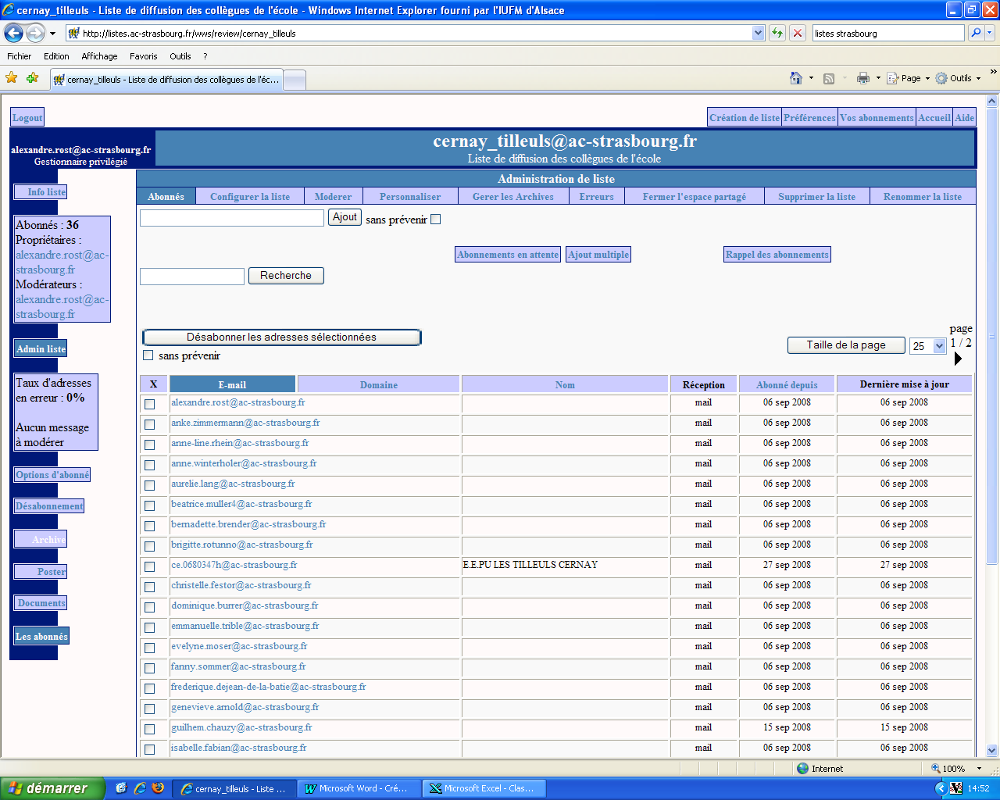 cernay_tilleuls - Liste de diffusion des collègues de l'école - Windows Internet Explorer fourni par l'IUFM d'Alsace
http://listes.ac-strasbourg.fr/wws/review/cernay_tilleuls
listes strasbourg
Fichier Edition Affichage Favoris Outils ?
cernay_tilleuls - Liste de diffusion des collègues de l'éc...
Page Outils
Logout
Création de liste Préférences Vos abonnements Accueil Aide
alexandre.rost@ac-strasbourg.fr
Gestionnaire privilégié
cernay_tilleuls@ac-strasbourg.fr
Liste de diffusion des collègues de l'école
Administration de liste
Abonnés Configurer la liste Moderer Personnaliser Gerer les Archives Erreurs Fermer l'espace partagé Supprimer la liste Renommer la liste
Info liste
Abonnés : 36
Propriétaires :
alexandre.rost@ac-
strasbourg.fr
Modérateurs :
alexandre.rost@ac-
strasbourg.fr
Admin liste
Taux d'adresses
en erreur : 0%
Aucun message
à modérer
Options d'abonné
Désabonnement
Archive
Poster
Documents
Les abonnés
Ajout sans prévenir
Abonnements en attente Ajout multiple Rappel des abonnements
Recherche
Désabonner les adresses sélectionnées
sans prévenir
Taille de la page 25
page
1 / 2
X E-mail Domaine Nom Réception Abonné depuis Dernière mise à jour
alexandre.rost@ac-strasbourg.fr mail 06 sep 2008 06 sep 2008
anke.zimmermann@ac-strasbourg.fr mail 06 sep 2008 06 sep 2008
anne-line.rhein@ac-strasbourg.fr mail 06 sep 2008 06 sep 2008
anne.winterholer@ac-strasbourg.fr mail 06 sep 2008 06 sep 2008
aurelie.lang@ac-strasbourg.fr mail 06 sep 2008 06 sep 2008
beatrice.muller4@ac-strasbourg.fr mail 06 sep 2008 06 sep 2008
bernadette.brender@ac-strasbourg.fr mail 06 sep 2008 06 sep 2008
brigitte.rotunno@ac-strasbourg.fr mail 06 sep 2008 06 sep 2008
ce.0680347h@ac-strasbourg.fr E.E.PU LES TILLEULS CERNAY mail 27 sep 2008 27 sep 2008
christelle.festor@ac-strasbourg.fr mail 06 sep 2008 06 sep 2008
dominique.burrer@ac-strasbourg.fr mail 06 sep 2008 06 sep 2008
emmanuelle.trible@ac-strasbourg.fr mail 06 sep 2008 06 sep 2008
evelyne.moser@ac-strasbourg.fr mail 06 sep 2008 06 sep 2008
fanny.sommer@ac-strasbourg.fr mail 06 sep 2008 06 sep 2008
frederique.dejean-de-la-batie@ac-strasbourg.fr mail 06 sep 2008 06 sep 2008
genevieve.arnold@ac-strasbourg.fr mail 06 sep 2008 06 sep 2008
guilhem.chauzy@ac-strasbourg.fr mail 15 sep 2008 15 sep 2008
isabelle.fabian@ac-strasbourg.fr mail 06 sep 2008 06 sep 2008
Internet 100%
démarrer cernay_tilleuls - Liste ... Microsoft Word - Cré... Microsoft Excel - Clas... 14:52